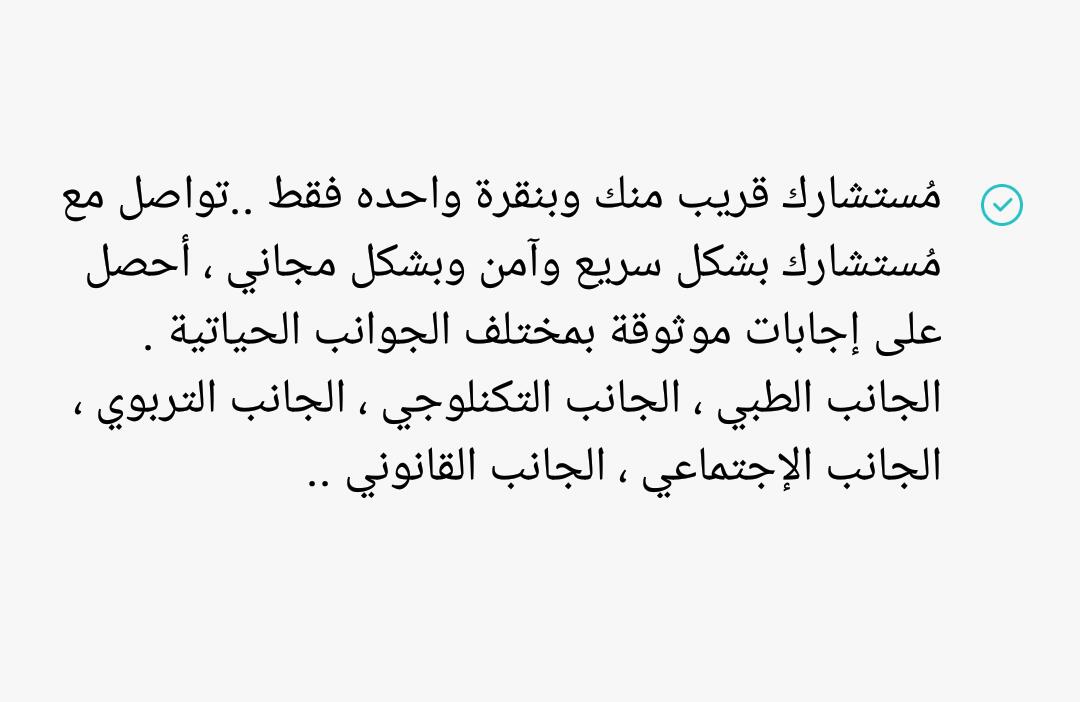 مُستشارك قريب منك وبنقرة واحده فقط ..تواصل مع
مُستشارك بشكل سريع وآمن وبشكل مجاني ، أحصل
على إجابات موثوقة بمختلف الجوانب الحياتية .
الجانب الطبي ، الجانب التكنلوجي ، الجانب التربوي ،
الجانب الإجتماعي ، الجانب القانوني ..